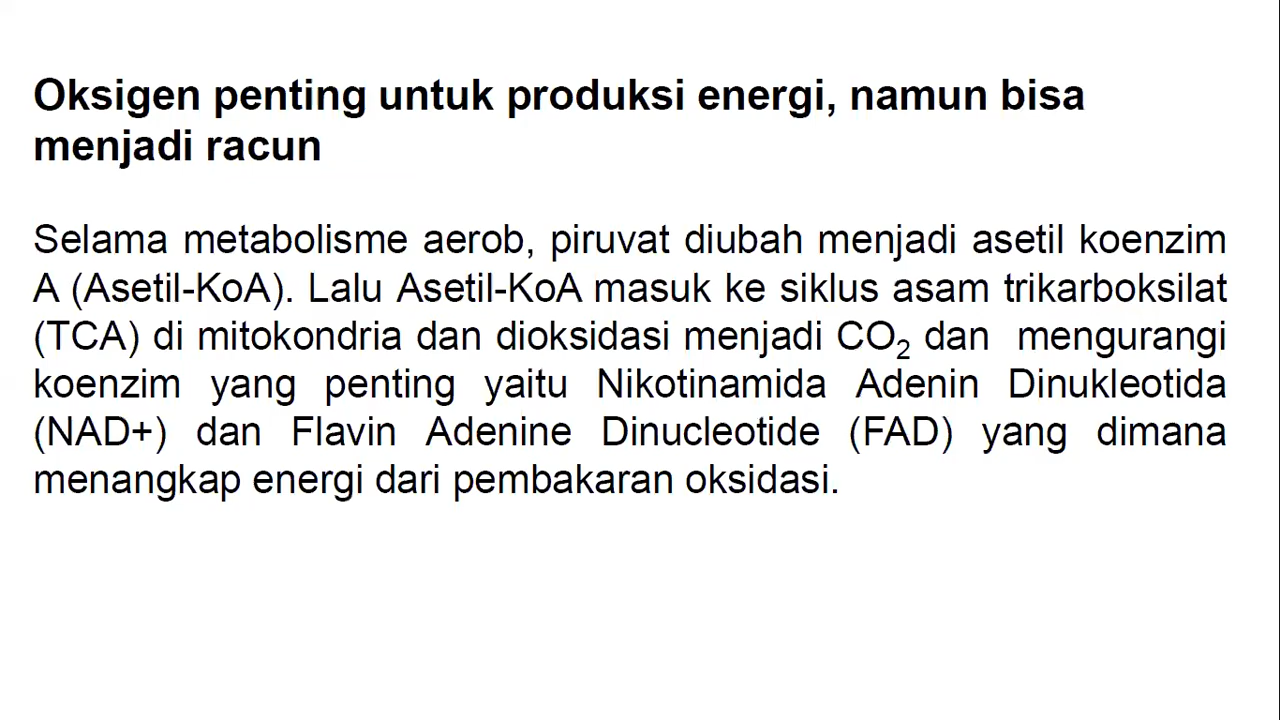 Oksigen penting untuk produksi energi, namun bisa
menjadi racun
Selama metabolisme aerob, piruvat diubah menjadi asetil koenzim
A (Asetil-KoA). Lalu Asetil-KoA masuk ke siklus asam trikarboksilat
(TCA) di mitokondria dan dioksidasi menjadi CO₂ dan mengurangi
koenzim yang penting yaitu Nikotinamida Adenin Dinukleotida
(NAD+) dan Flavin Adenine Dinucleotide (FAD) yang dimana
menangkap energi dari pembakaran oksidasi.